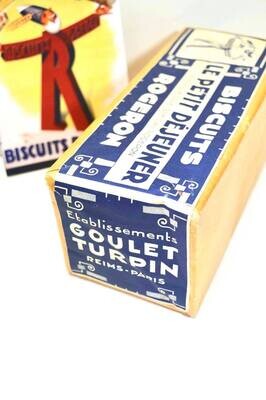 R
BISCUITS
BISCUITS
LE PETIT DÉJEUNER
ROGERON
Etablissements
GOULET
TURPIN
REIMS-PARIS